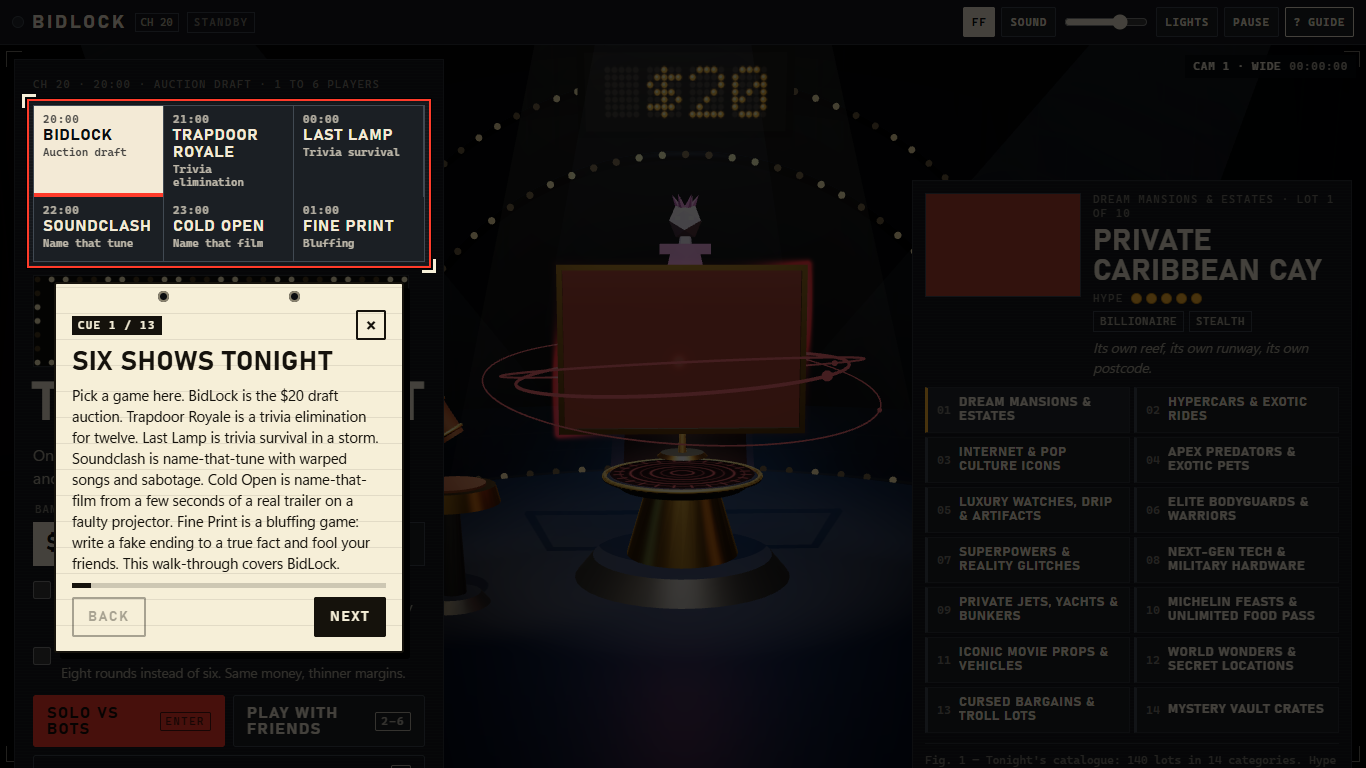 BIDLOCK CH 20 STANDBY
FF SOUND LIGHTS PAUSE ? GUIDE
CAM 1 · WIDE 00:00:00
CH 20 · 20:00 · AUCTION DRAFT · 1 TO 6 PLAYERS
20:00
BIDLOCK
Auction draft
21:00
TRAPDOOR
ROYALE
Trivia
elimination
00:00
LAST LAMP
Trivia survival
22:00
SOUNDCLASH
Name that tune
23:00
COLD OPEN
Name that film
01:00
FINE PRINT
Bluffing
CUE 1 / 13
×
SIX SHOWS TONIGHT
Pick a game here. BidLock is the $20 draft
auction. Trapdoor Royale is a trivia elimination
for twelve. Last Lamp is trivia survival in a storm.
Soundclash is name-that-tune with warped
songs and sabotage. Cold Open is name-that-
film from a few seconds of a real trailer on a
faulty projector. Fine Print is a bluffing game:
write a fake ending to a true fact and fool your
friends. This walk-through covers BidLock.
BACK
NEXT
Eight rounds instead of six. Same money, thinner margins.
SOLO VS
BOTS
ENTER
PLAY WITH
FRIENDS
2–6
$20
DREAM MANSIONS & ESTATES · LOT 1
OF 10
PRIVATE
CARIBBEAN CAY
HYPE
BILLIONAIRE
STEALTH
Its own reef, its own runway, its own
postcode.
01 DREAM MANSIONS &
ESTATES
02 HYPERCARS & EXOTIC
RIDES
03 INTERNET & POP
CULTURE ICONS
04 APEX PREDATORS &
EXOTIC PETS
05 LUXURY WATCHES, DRIP
& ARTIFACTS
06 ELITE BODYGUARDS &
WARRIORS
07 SUPERPOWERS &
REALITY GLITCHES
08 NEXT-GEN TECH &
MILITARY HARDWARE
09 PRIVATE JETS, YACHTS &
BUNKERS
10 MICHELIN FEASTS &
UNLIMITED FOOD PASS
11 ICONIC MOVIE PROPS &
VEHICLES
12 WORLD WONDERS &
SECRET LOCATIONS
13 CURSED BARGAINS &
TROLL LOTS
14 MYSTERY VAULT CRATES
Fig. 1 — Tonight's catalogue: 140 lots in 14 categories. Hype